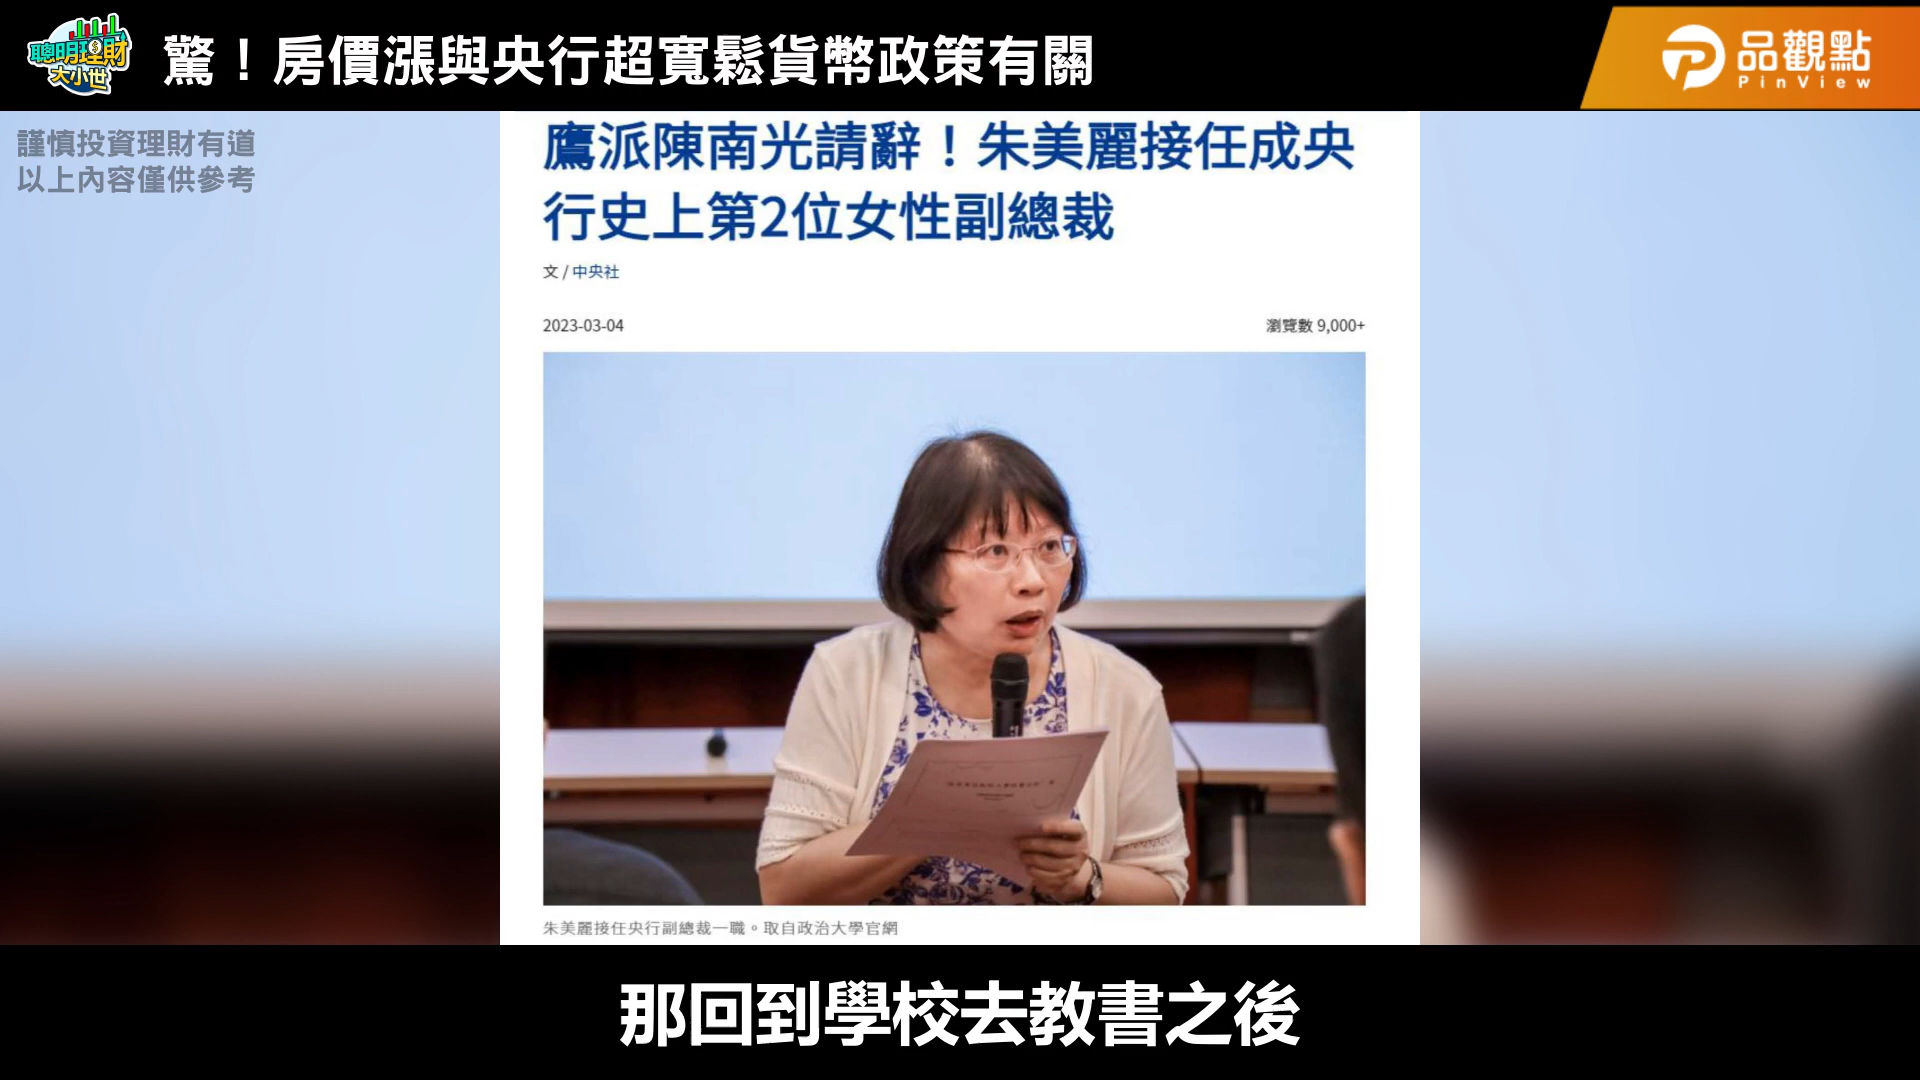 聰明理財
大小世
驚！房價漲與央行超寬鬆貨幣政策有關
品觀點
PinView
謹慎投資理財有道
以上內容僅供參考
鷹派陳南光請辭！朱美麗接任成央
行史上第2位女性副總裁
文 / 中央社
2023-03-04
瀏覽數 9,000+
朱美麗接任央行副總裁一職。取自政治大學官網
那回到學校去教書之後